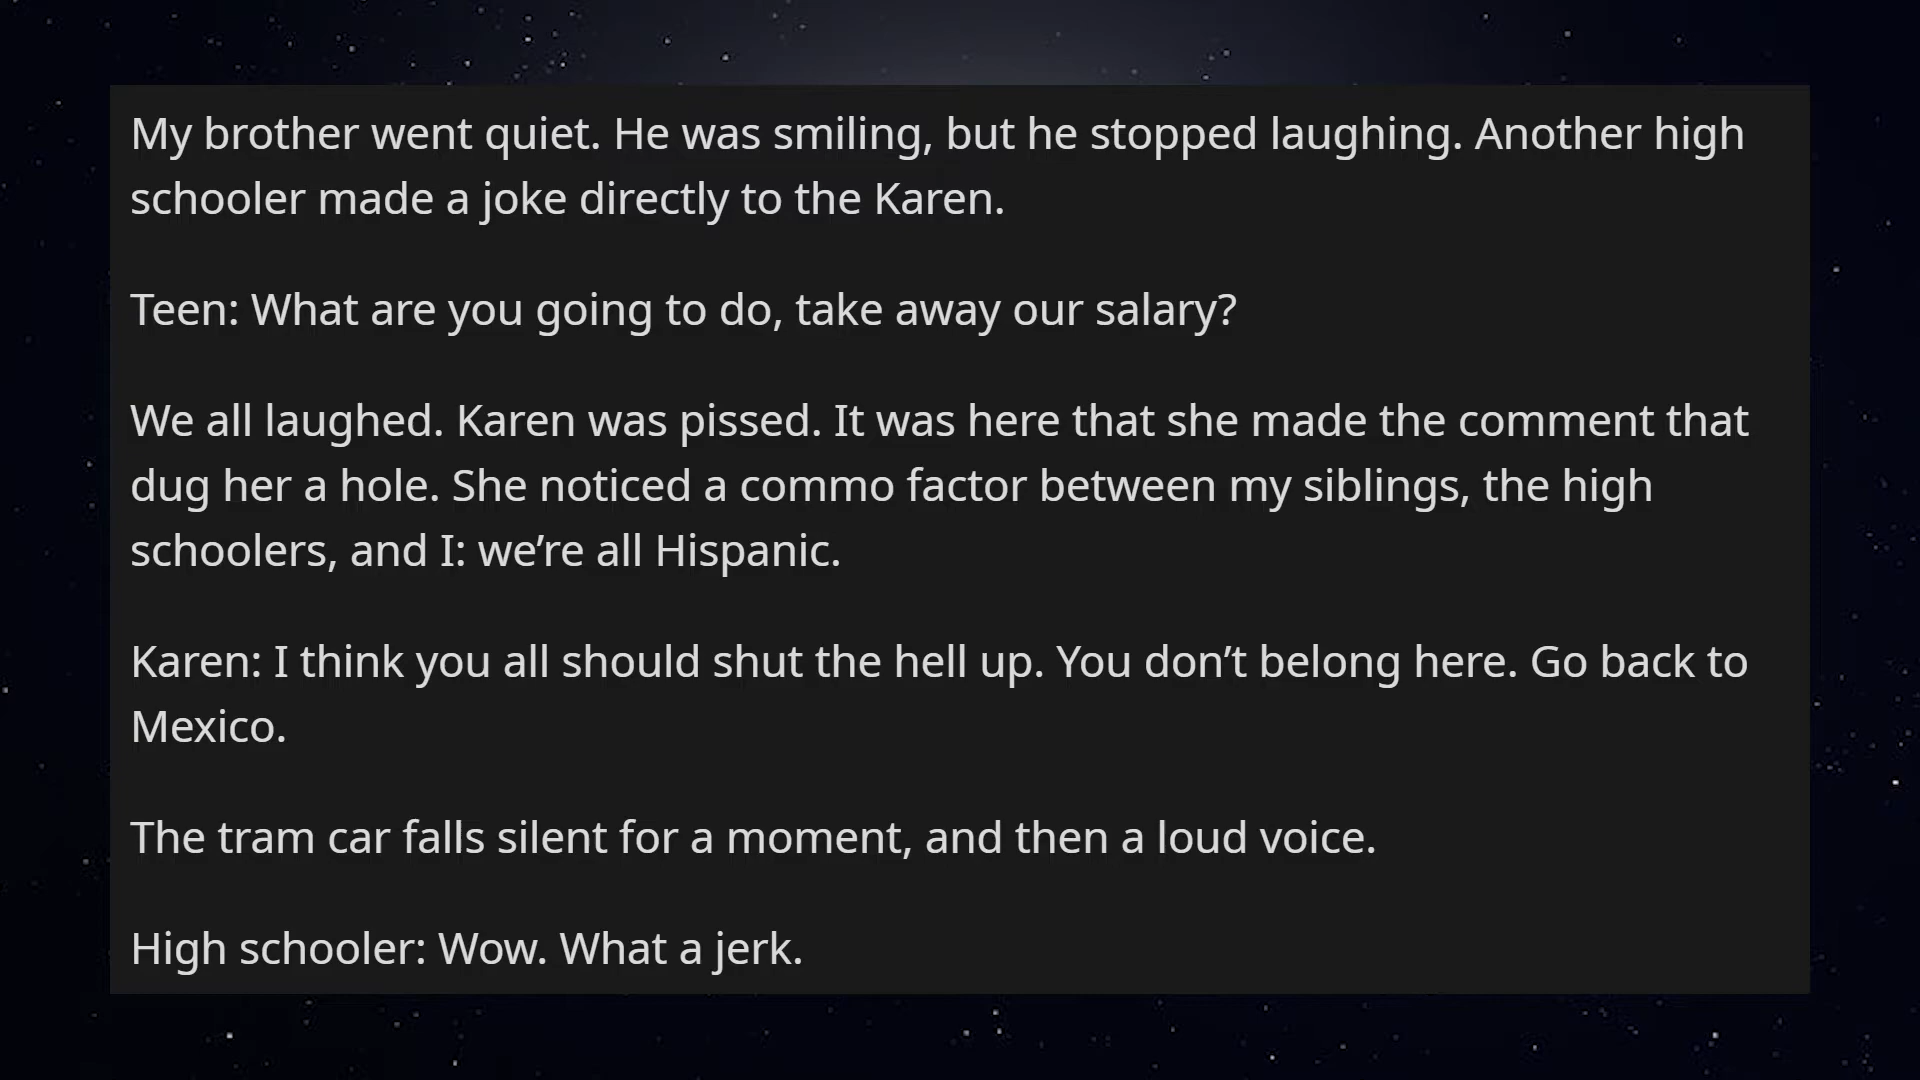 My brother went quiet. He was smiling, but he stopped laughing. Another high
schooler made a joke directly to the Karen.
Teen: What are you going to do, take away our salary?
We all laughed. Karen was pissed. It was here that she made the comment that
dug her a hole. She noticed a commo factor between my siblings, the high
schoolers, and I: we’re all Hispanic.
Karen: I think you all should shut the hell up. You don’t belong here. Go back to
Mexico.
The tram car falls silent for a moment, and then a loud voice.
High schooler: Wow. What a jerk.